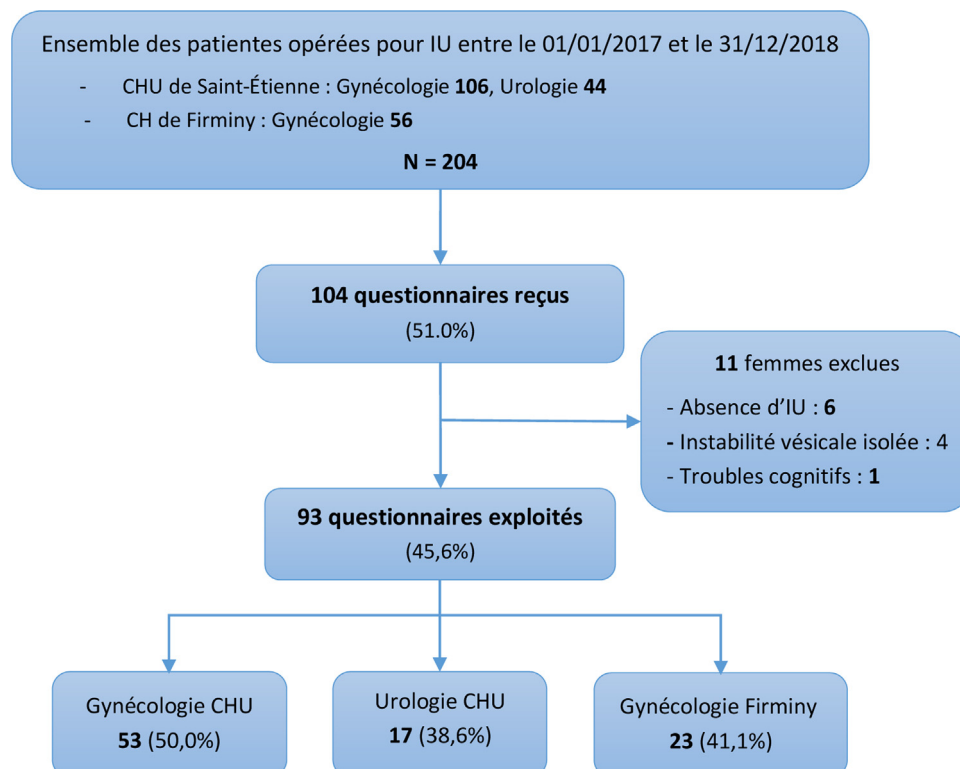 Ensemble des patientes opérées pour IU entre le 01/01/2017 et le 31/12/2018
- CHU de Saint-Étienne : Gynécologie 106, Urologie 44
- CH de Firminy : Gynécologie 56
N = 204
104 questionnaires reçus
(51.0%)
11 femmes exclues
- Absence d’IU : 6
- Instabilité vésicale isolée : 4
- Troubles cognitifs : 1
93 questionnaires exploités
(45,6%)
Gynécologie CHU
53 (50,0%)
Urologie CHU
17 (38,6%)
Gynécologie Firminy
23 (41,1%)